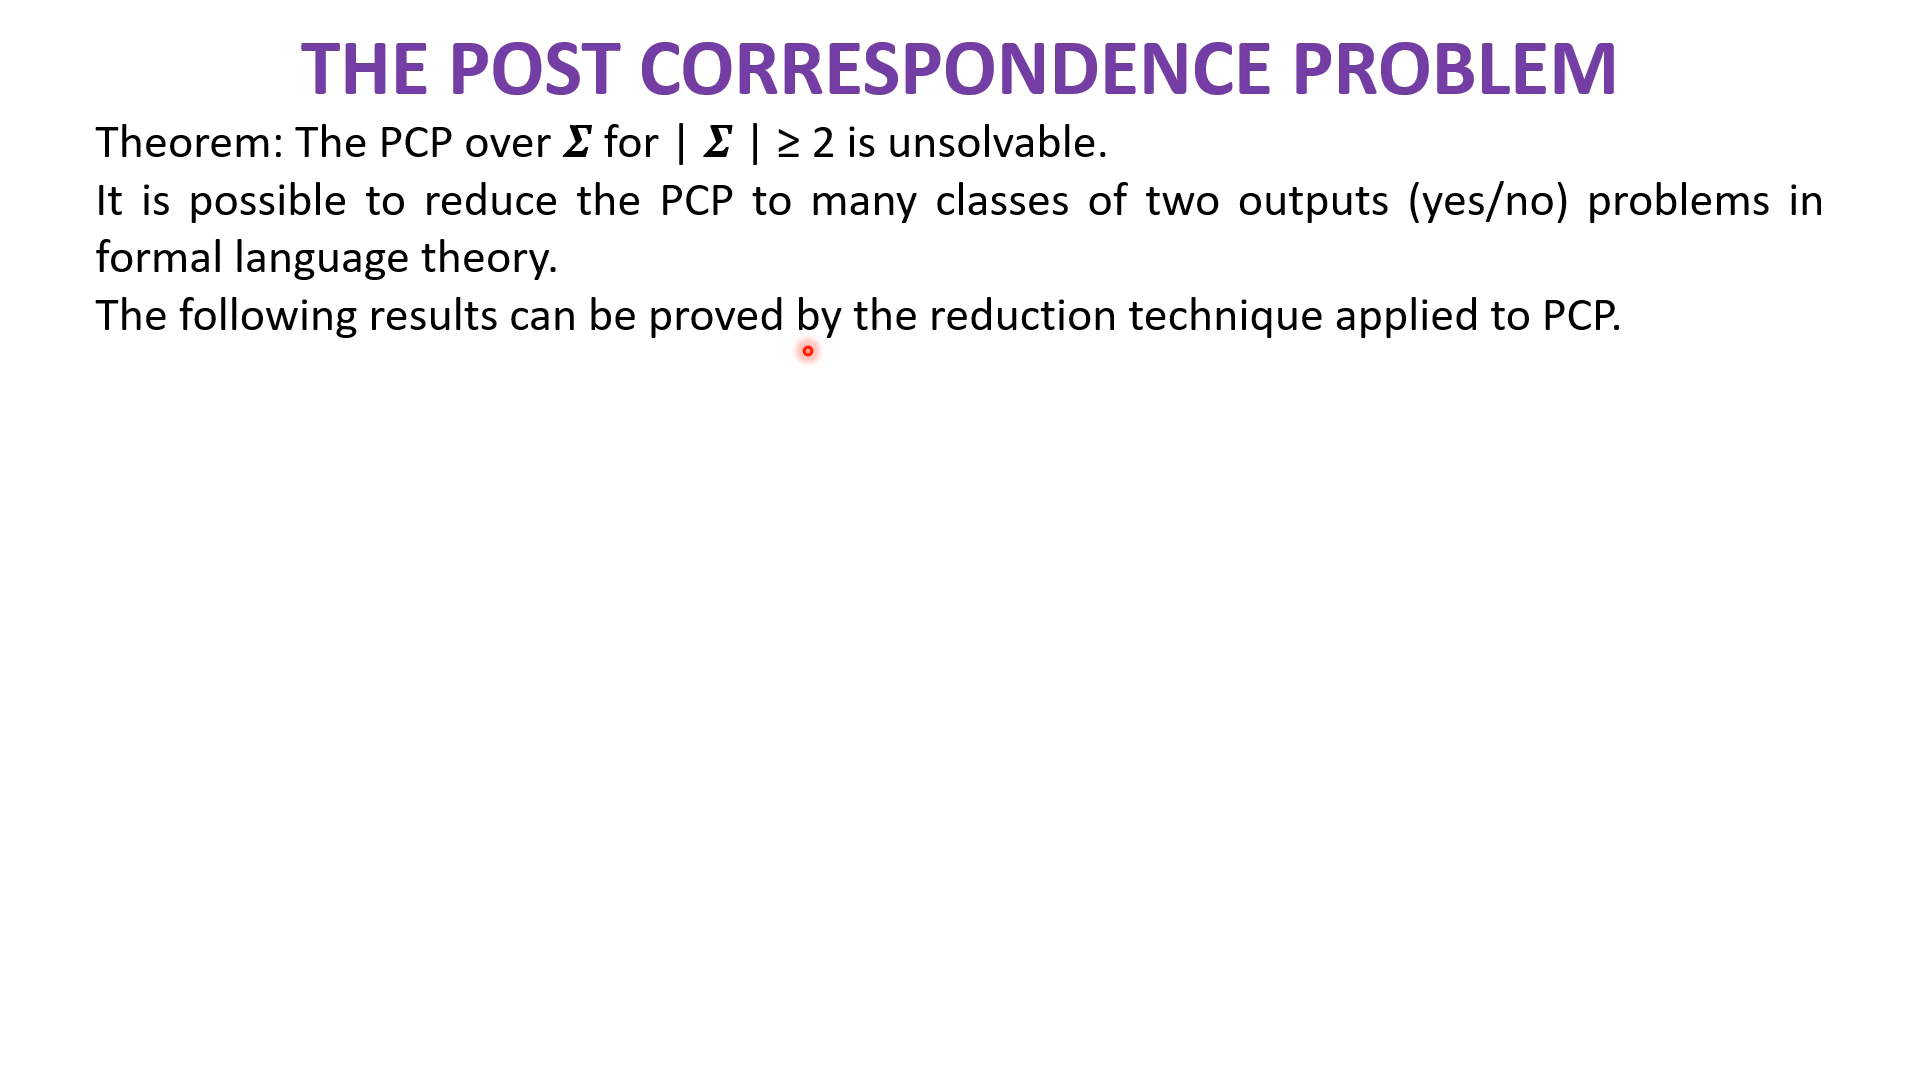 THE POST CORRESPONDENCE PROBLEM
Theorem: The PCP over Σ for | Σ | ≥ 2 is unsolvable.
It is possible to reduce the PCP to many classes of two outputs (yes/no) problems in
formal language theory.
The following results can be proved by the reduction technique applied to PCP.